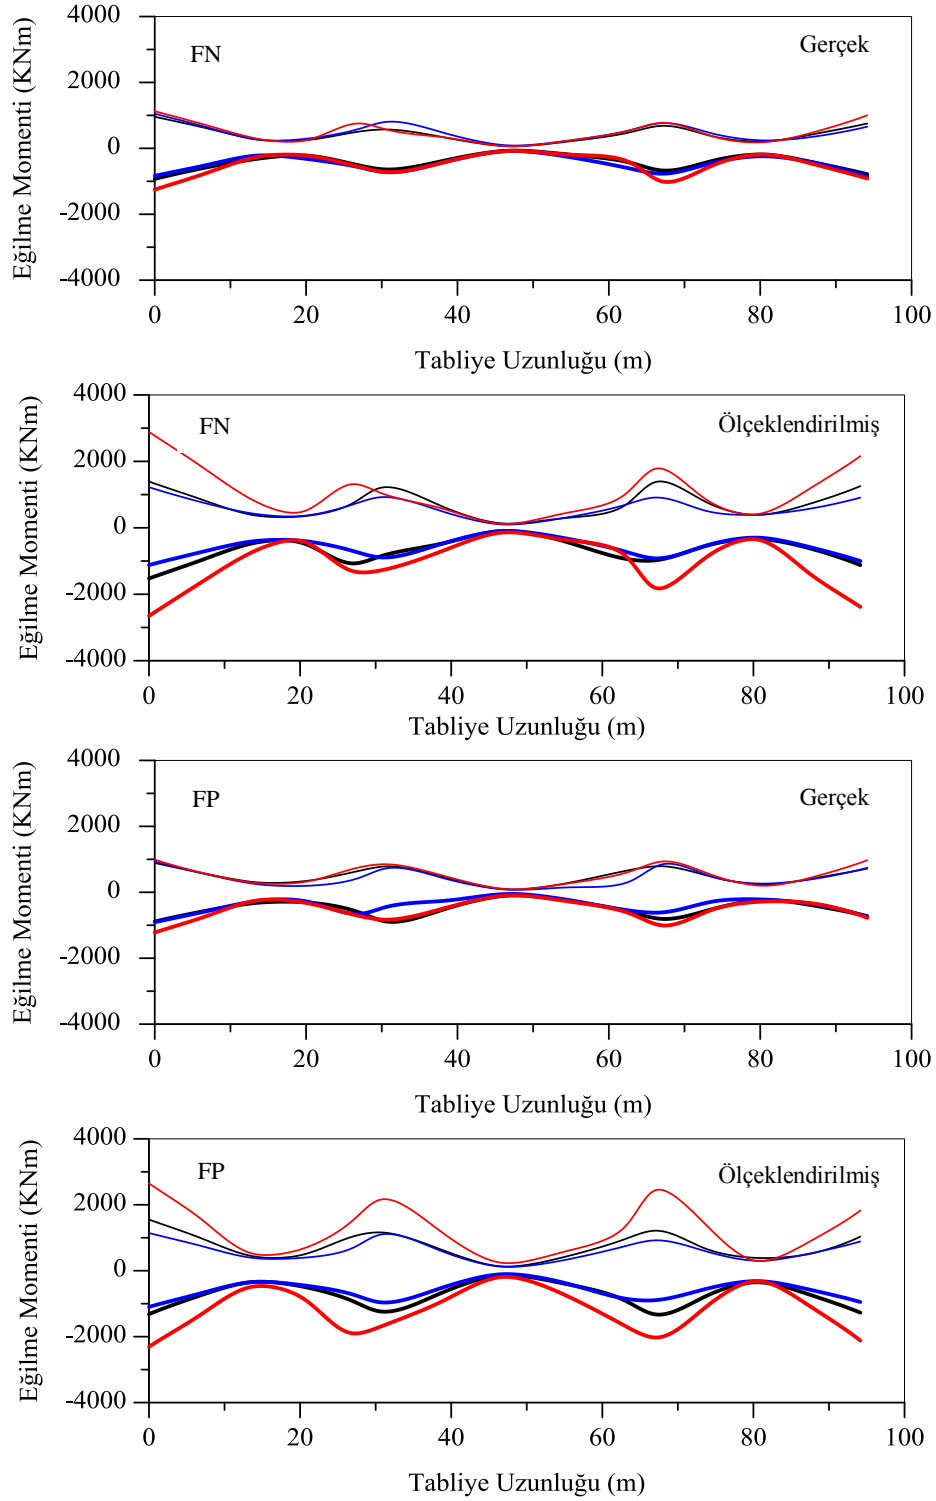 4000
FN
Gerçek
2000
0
-2000
-4000
Eğilme Momenti (KNm)
0 20 40 60 80 100
Tabliye Uzunluğu (m)
4000
FN
Ölçeklendirilmiş
2000
0
-2000
-4000
Eğilme Momenti (KNm)
0 20 40 60 80 100
Tabliye Uzunluğu (m)
4000
FP
Gerçek
2000
0
-2000
-4000
Eğilme Momenti (KNm)
0 20 40 60 80 100
Tabliye Uzunluğu (m)
4000
FP
Ölçeklendirilmiş
2000
0
-2000
-4000
Eğilme Momenti (KNm)
0 20 40 60 80 100
Tabliye Uzunluğu (m)